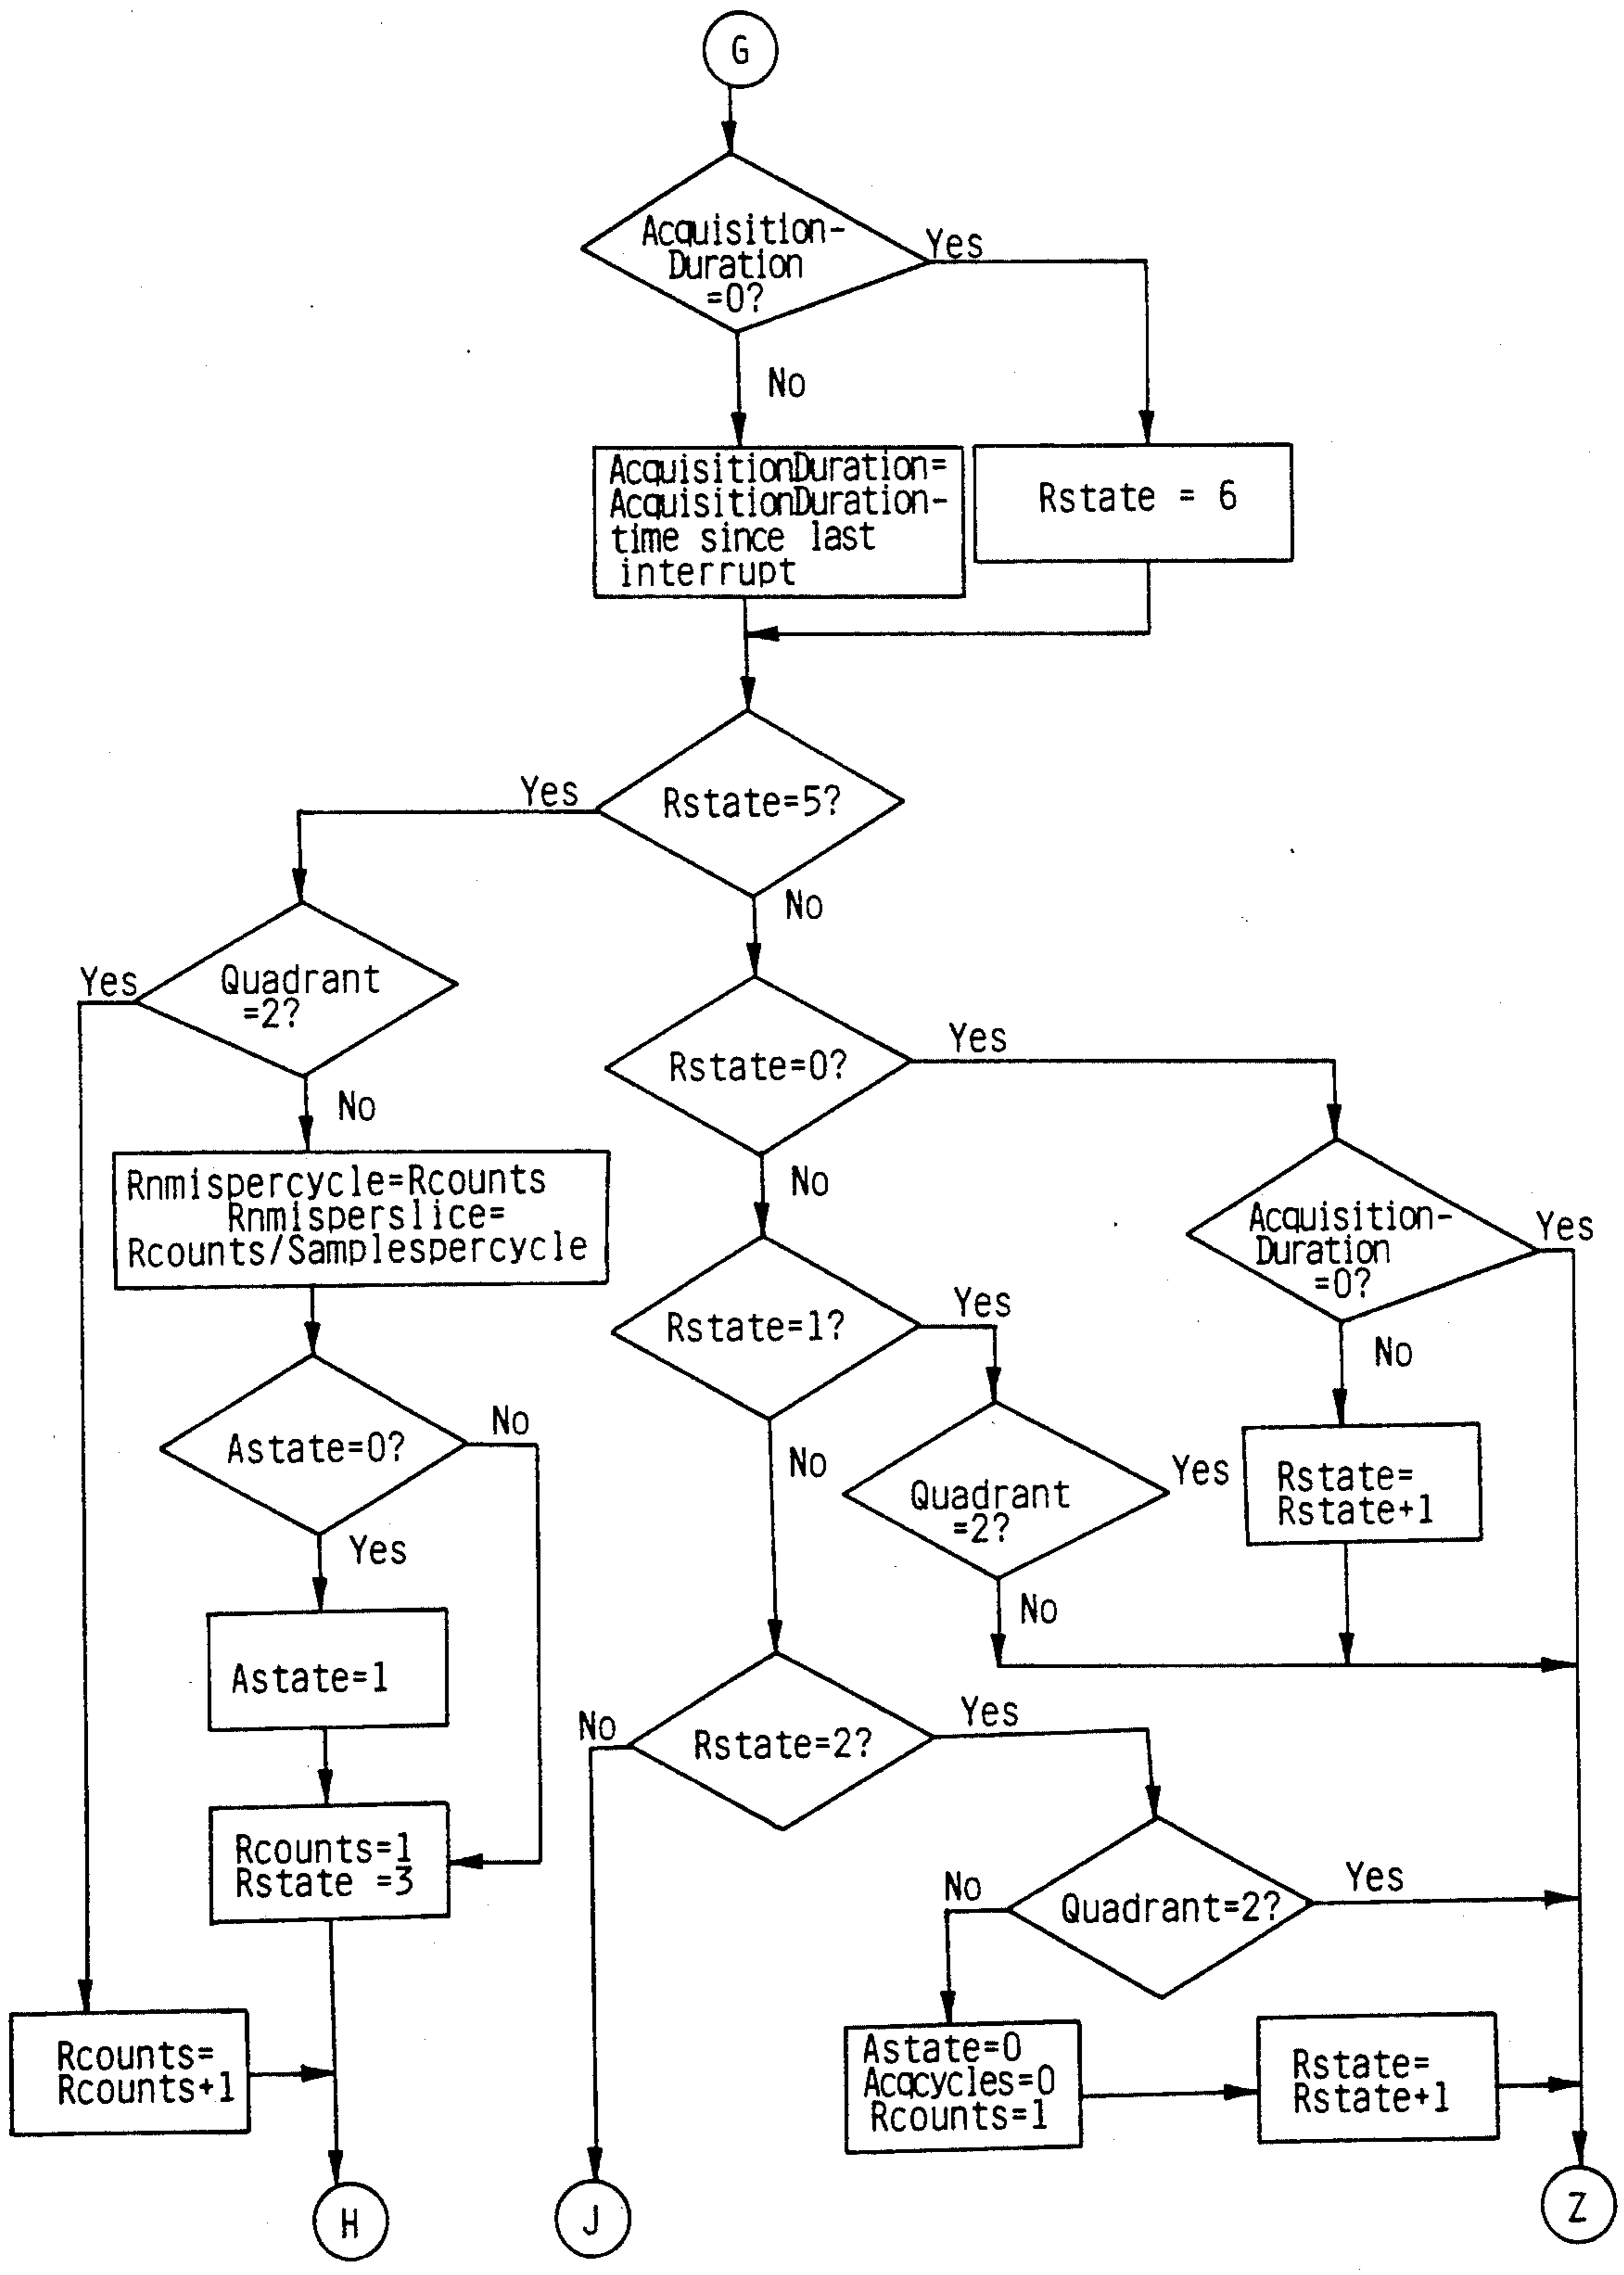 G
Acquisition-
Duration
=0?
Yes
No
AcquisitionDuration=
AcquisitionDuration-
time since last
interrupt
Rstate = 6
Rstate=5?
Yes
No
Quadrant
=2?
Yes
No
Rstate=0?
Yes
No
Rnmispercycle=Rcounts
Rnmisperslice=
Rcounts/Samplespercycle
Acquisition-
Duration
=0?
Yes
No
Rstate=1?
Yes
No
Astate=0?
No
Yes
Quadrant
=2?
Yes
No
Rstate=
Rstate+1
Astate=1
Rstate=2?
No
Yes
Rcounts=1
Rstate =3
Quadrant=2?
No
Yes
Rcounts=
Rcounts+1
Astate=0
Acqcycles=0
Rcounts=1
Rstate=
Rstate+1
H
J
Z